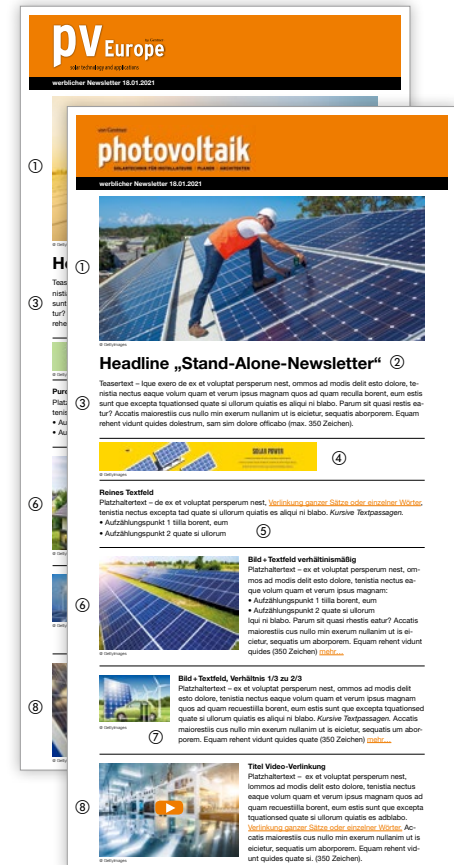 by Gentner
pv Europe
solar technology and applications
werblicher Newsletter 18.01.2021
①
③
⑥
⑧
von Gentner
photovoltaik
SOLARTECHNIK FÜR INSTALLATEURE | PLANER | ARCHITEKTEN
werblicher Newsletter 18.01.2021
①
© GettyImages
Headline „Stand-Alone-Newsletter“ ②
③
Teasertext – Ique exero de ex et voluptat persperum nest, ommos ad modis delit esto dolore, te-
nistia nectus eaque volum quam et verum ipsus magnam quos ad quam reculla borent, eum estis
sunt que excepta tquationsed quate si ullorum quiatis es aliqui ni blabo. Parum sit quasi restis ea-
tur? Accatis maiorestiis cus nullo min exerum nullanim ut is eicietur, sequatis aborporem. Equam
rehent vidunt quides dolestrum, sam sim dolore officabo (max. 350 Zeichen).
SOLAR POWER
④
© GettyImages
Reines Textfeld
Platzhaltertext – de ex et voluptat persperum nest, Verlinkung ganzer Sätze oder einzelner Wörter,
tenistia nectus excepta tad quate si ullorum quiatis es aliqui ni blabo. Kursive Textpassagen.
• Aufzählungspunkt 1 tiilla borent, eum
• Aufzählungspunkt 2 quate si ullorum
⑤
⑥
© GettyImages
Bild + Textfeld verhältnismäßig
Platzhaltertext – ex et voluptat persperum nest, om-
mos ad modis delit esto dolore, tenistia nectus ea-
que volum quam et verum ipsus magnam:
• Aufzählungspunkt 1 tiilla borent, eum
• Aufzählungspunkt 2 quate si ullorum
Iqui ni blabo. Parum sit quasi rhestis eatur? Accatis
maiorestiis cus nullo min exerum nullanim ut is ei-
cietur, sequatis um aborporem. Equam rehent vidunt
quides (350 Zeichen) mehr…
© GettyImages
⑦
Bild + Textfeld, Verhältnis 1/3 zu 2/3
Platzhaltertext – ex et voluptat persperum nest, ommos ad modis delit
esto dolore, tenistia nectus eaque volum quam et verum ipsus magnam
quos ad quam recuestiilla borent, eum estis sunt que excepta tquationsed
quate si ullorum quiatis es aliqui ni blabo. Kursive Textpassagen. Accatis
maiorestiis cus nullo min exerum nullanim ut is eicietur, sequatis um abor-
porem. Equam rehent vidunt quides quate (350 Zeichen) mehr…
⑧
© GettyImages
Titel Video-Verlinkung
Platzhaltertext – ex et voluptat persperum nest,
lommos ad modis delit esto dolore, tenistia nectus
eaque volum quam et verum ipsus magnam quos ad
quam recuestiilla borent, eum estis sunt que excepta
tquationsed quate si ullorum quiatis es adblabo.
Verlinkung ganzer Sätze oder einzelner Wörter. Ac-
catis maiorestiis cus nullo min exerum nullanim ut is
eicietur, sequatis um aborporem. Equam rehent vid-
unt quides quate si. (350 Zeichen).